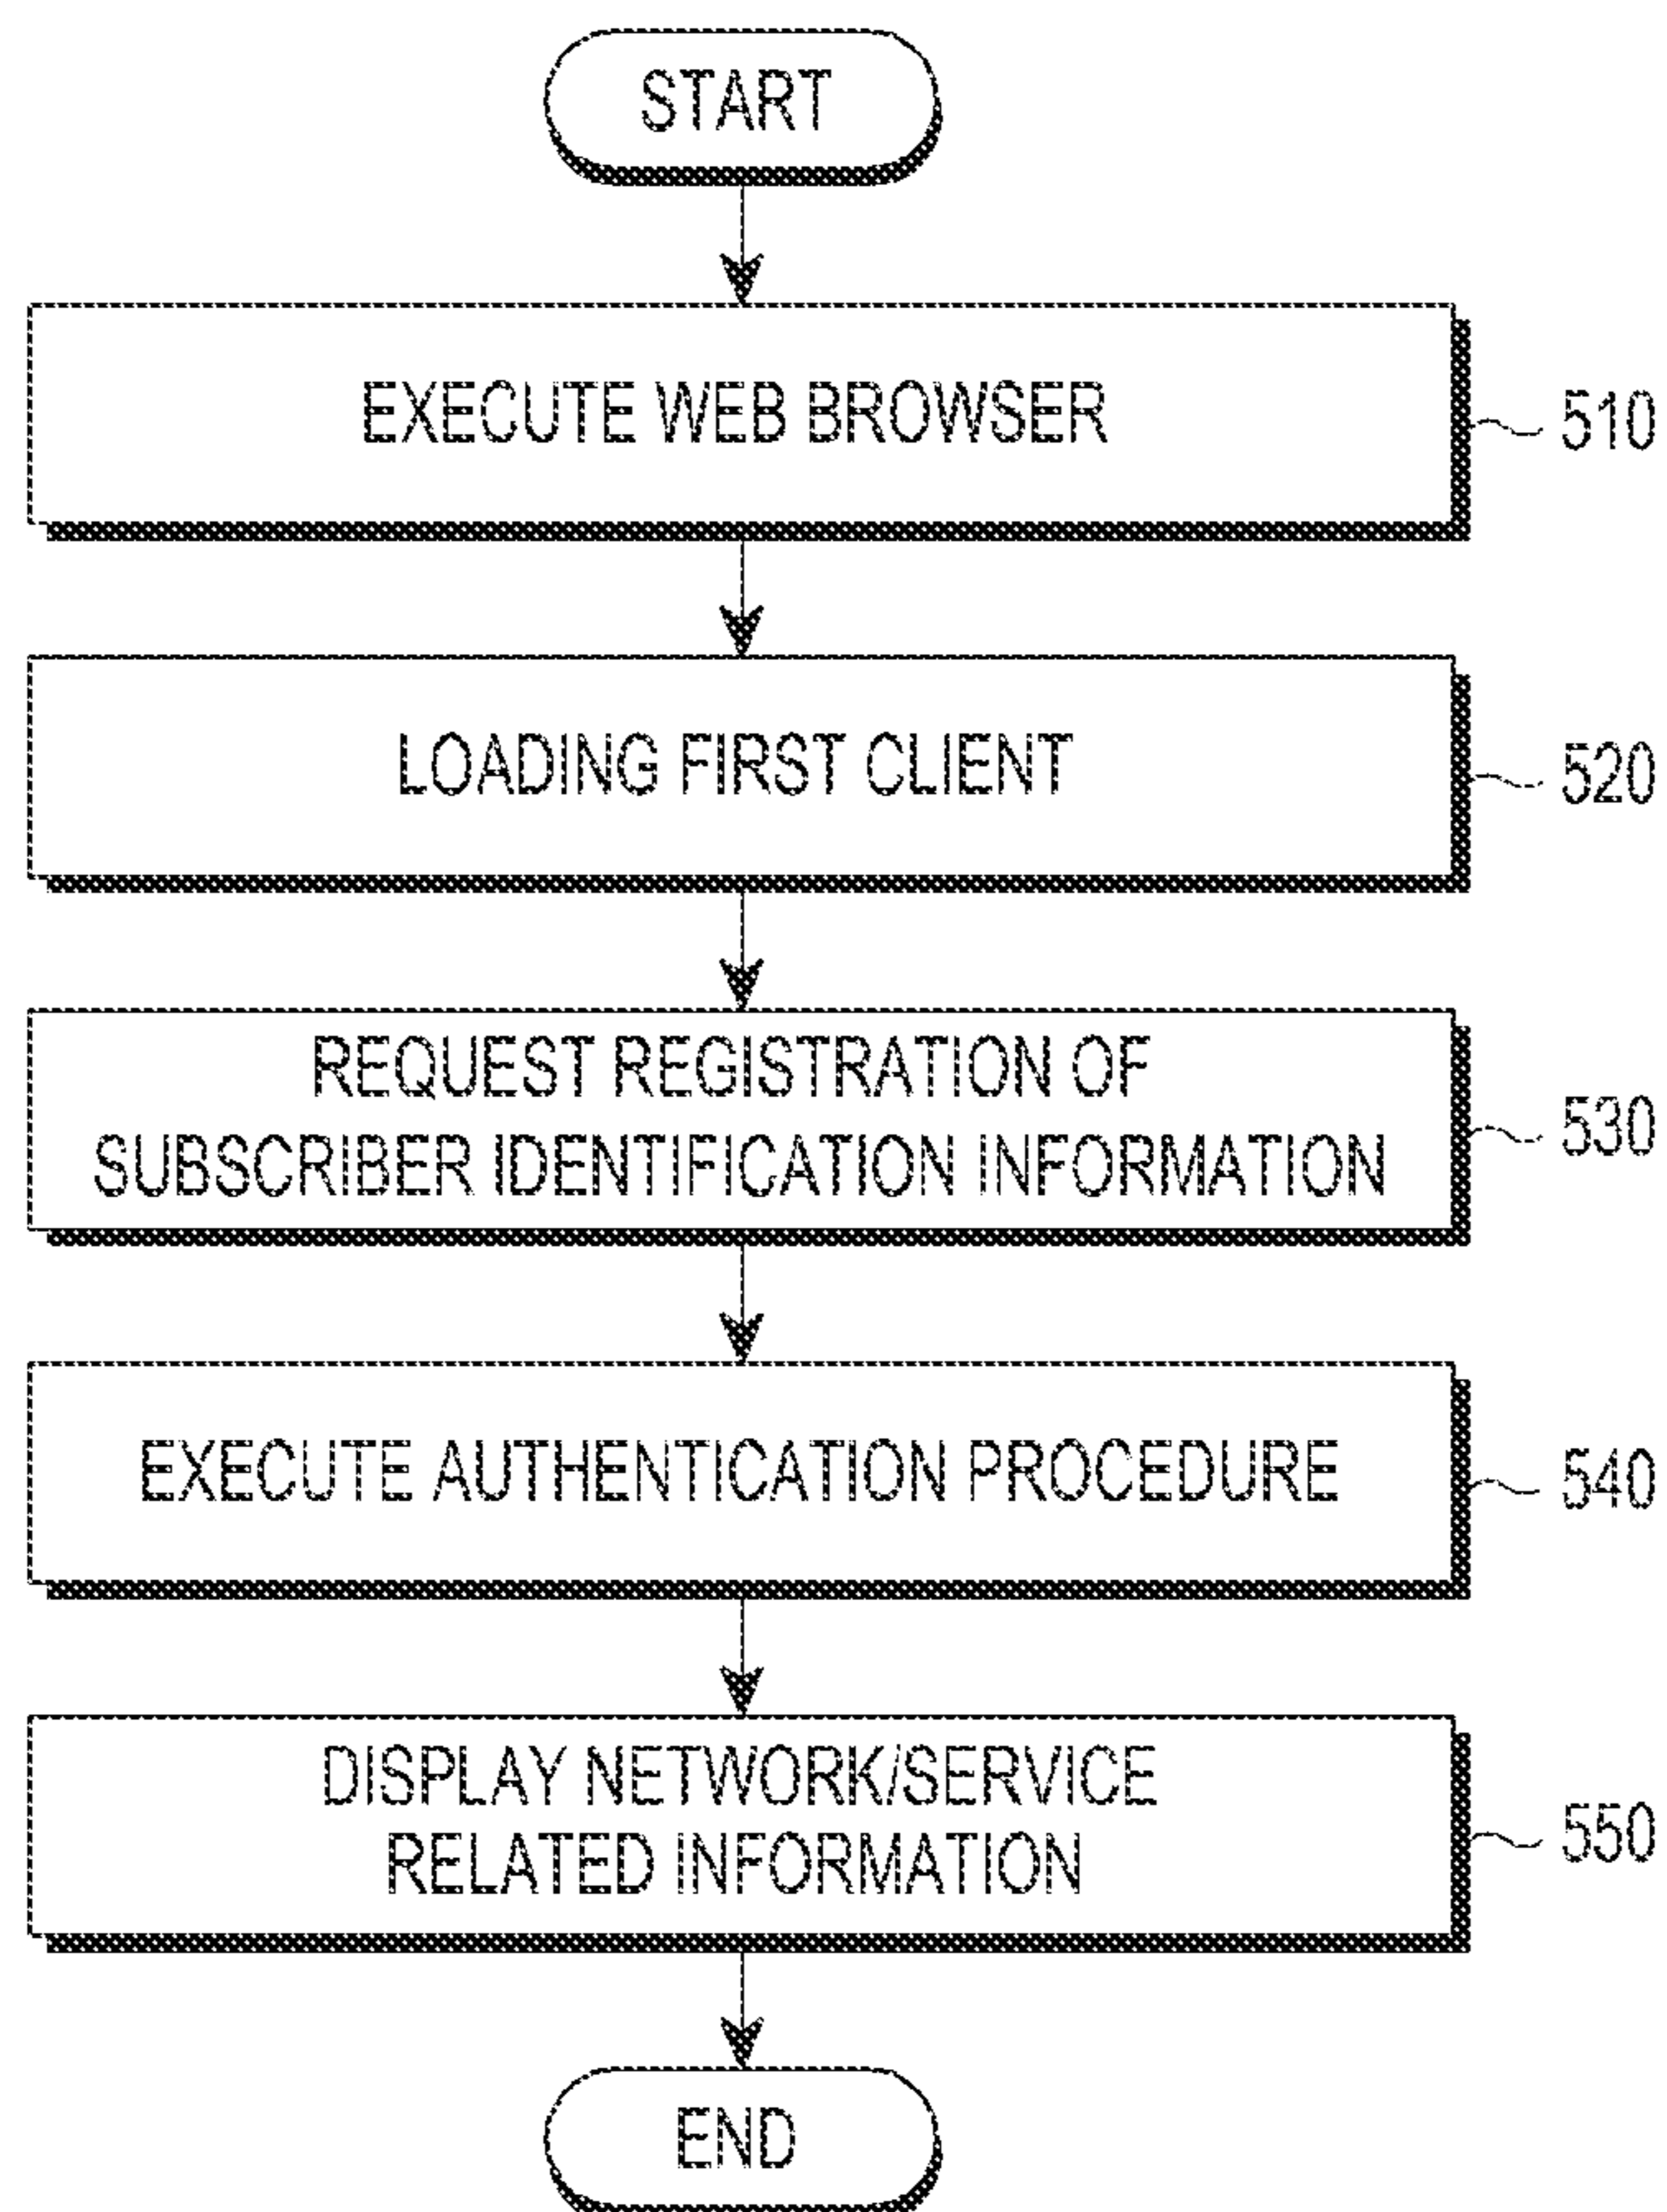 START
EXECUTE WEB BROWSER
510
LOADING FIRST CLIENT
520
REQUEST REGISTRATION OF
SUBSCRIBER IDENTIFICATION INFORMATION
530
EXECUTE AUTHENTICATION PROCEDURE
540
DISPLAY NETWORK/SERVICE
RELATED INFORMATION
550
END